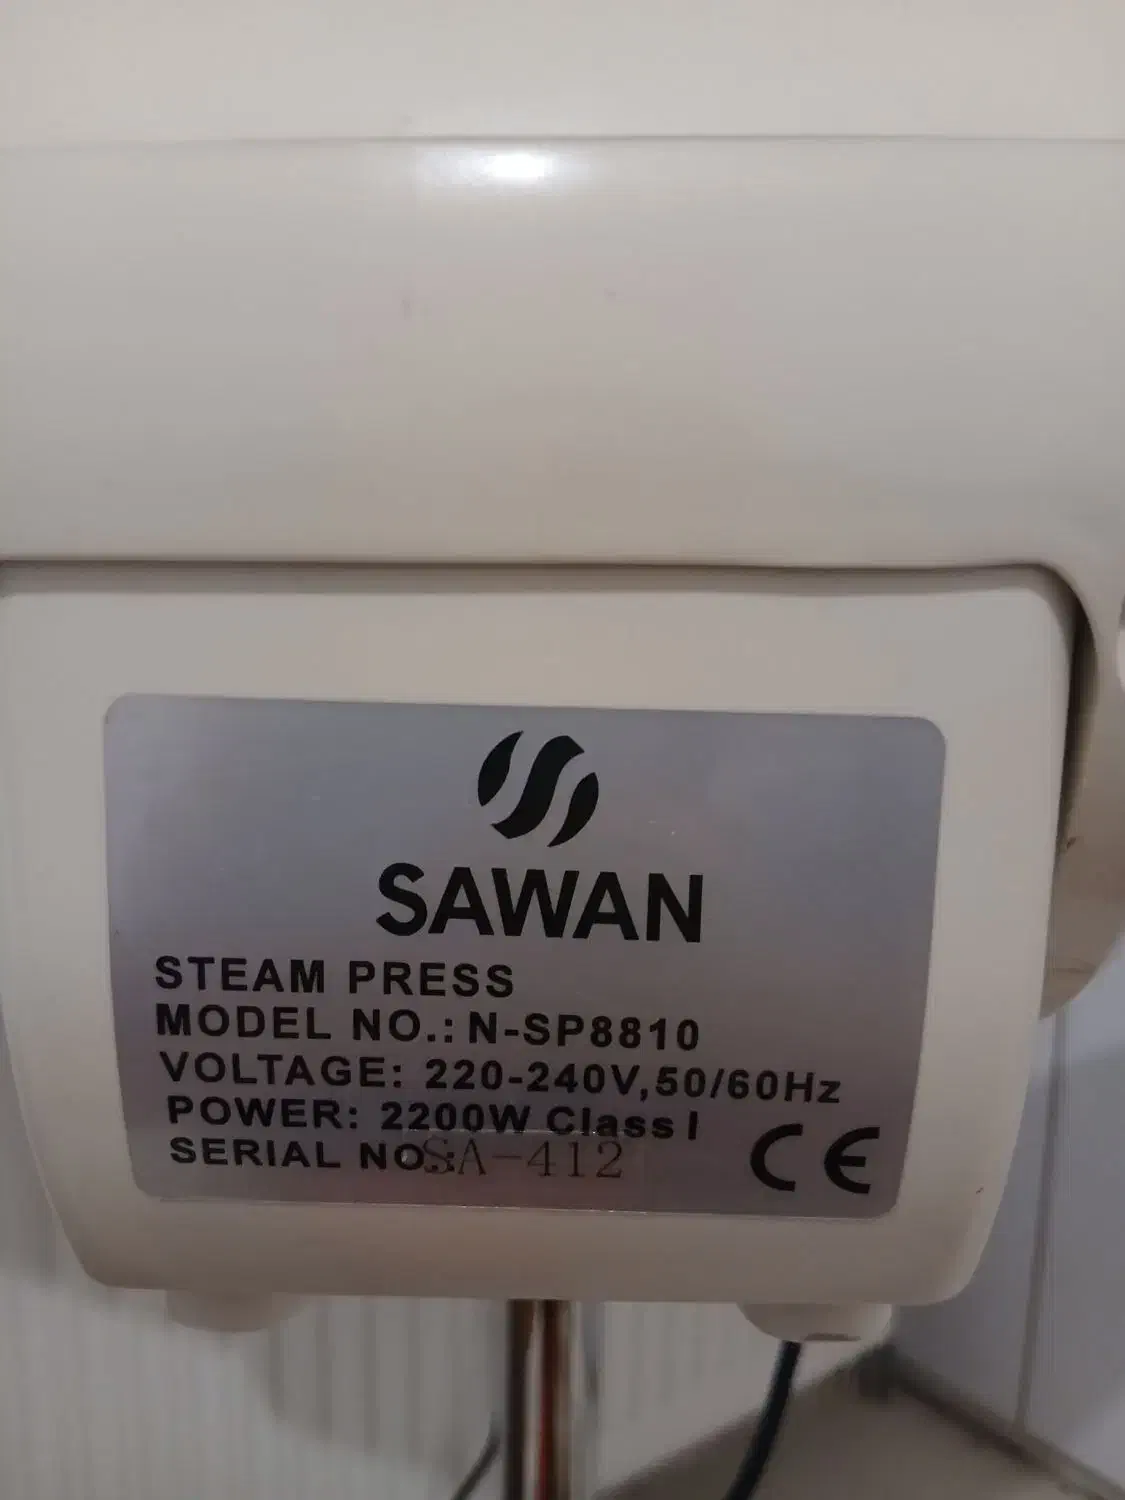 SAWAN
STEAM PRESS
MODEL NO.: N-SP8810
VOLTAGE: 220-240V,50/60Hz
POWER: 2200W Class I
SERIAL NO.: SA-412
CE